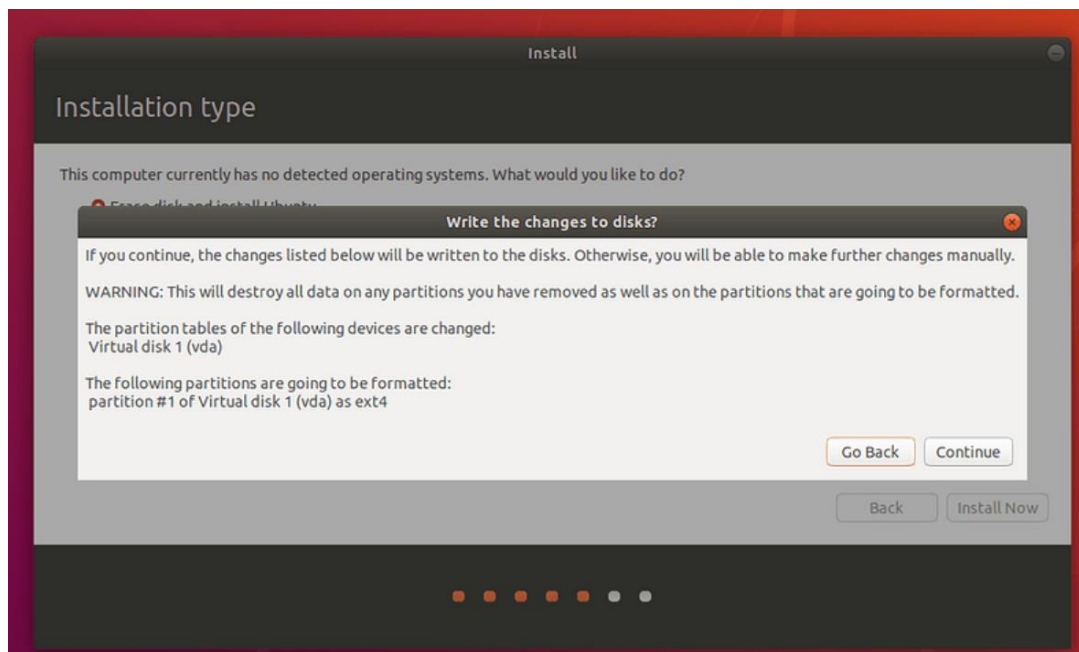 Install
Installation type
This computer currently has no detected operating systems. What would you like to do?
Erase disk and install Ubuntu
Write the changes to disks?
If you continue, the changes listed below will be written to the disks. Otherwise, you will be able to make further changes manually.
WARNING: This will destroy all data on any partitions you have removed as well as on the partitions that are going to be formatted.
The partition tables of the following devices are changed:
Virtual disk 1 (vda)
The following partitions are going to be formatted:
partition #1 of Virtual disk 1 (vda) as ext4
Go Back Continue
Back Install Now